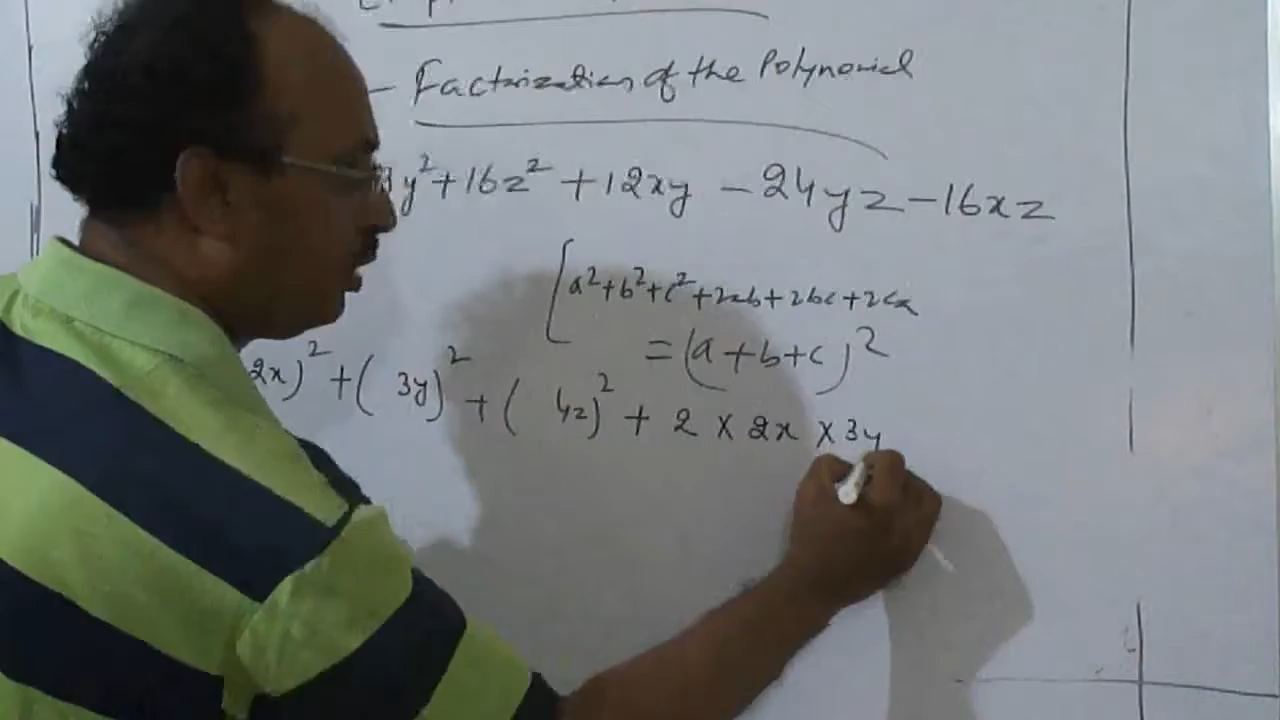 - Factorization of the Polynomial
y²+16z²+12xy-24yz-16xz
[a²+b²+c²+2ab+2bc+2ca
=(a+b+c)²
2x)²+(3y)²+(4z)²+2×2x×3y